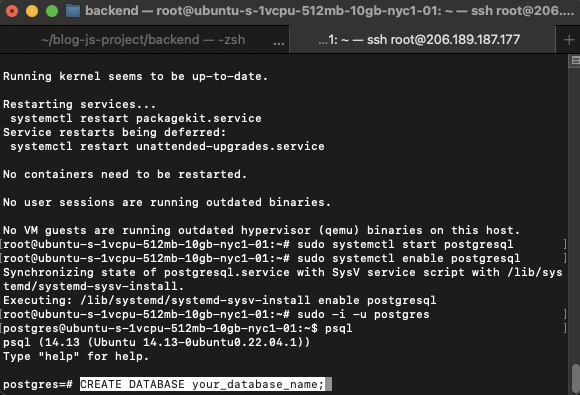 backend — root@ubuntu-s-1vcpu-512mb-10gb-nyc1-01: ~ — ssh root@206....
~/blog-js-project/backend — -zsh ... ...1: ~ — ssh root@206.189.187.177 +
Running kernel seems to be up-to-date.
Restarting services...
 systemctl restart packagekit.service
Service restarts being deferred:
 systemctl restart unattended-upgrades.service
No containers need to be restarted.
No user sessions are running outdated binaries.
No VM guests are running outdated hypervisor (qemu) binaries on this host.
[root@ubuntu-s-1vcpu-512mb-10gb-nyc1-01:~# sudo systemctl start postgresql ]
[root@ubuntu-s-1vcpu-512mb-10gb-nyc1-01:~# sudo systemctl enable postgresql ]
Synchronizing state of postgresql.service with SysV service script with /lib/sys
temd/systemd-sysv-install.
Executing: /lib/systemd/systemd-sysv-install enable postgresql
[root@ubuntu-s-1vcpu-512mb-10gb-nyc1-01:~# sudo -i -u postgres ]
[postgres@ubuntu-s-1vcpu-512mb-10gb-nyc1-01:~$ psql ]
psql (14.13 (Ubuntu 14.13-0ubuntu0.22.04.1))
Type "help" for help.
postgres=# CREATE DATABASE your_database_name;